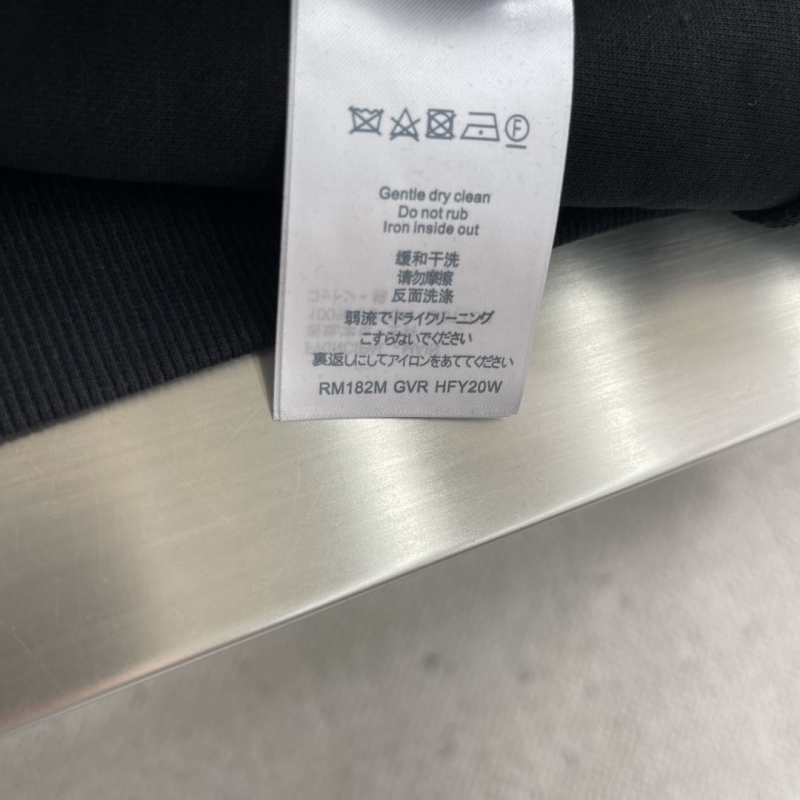 F
Gentle dry clean
Do not rub
Iron inside out
缓和干洗
请勿摩擦
反面洗涤
弱流でドライクリーニング
こすらないでください
裏返しにしてアイロンをあててください
RM182M GVR HFY20W